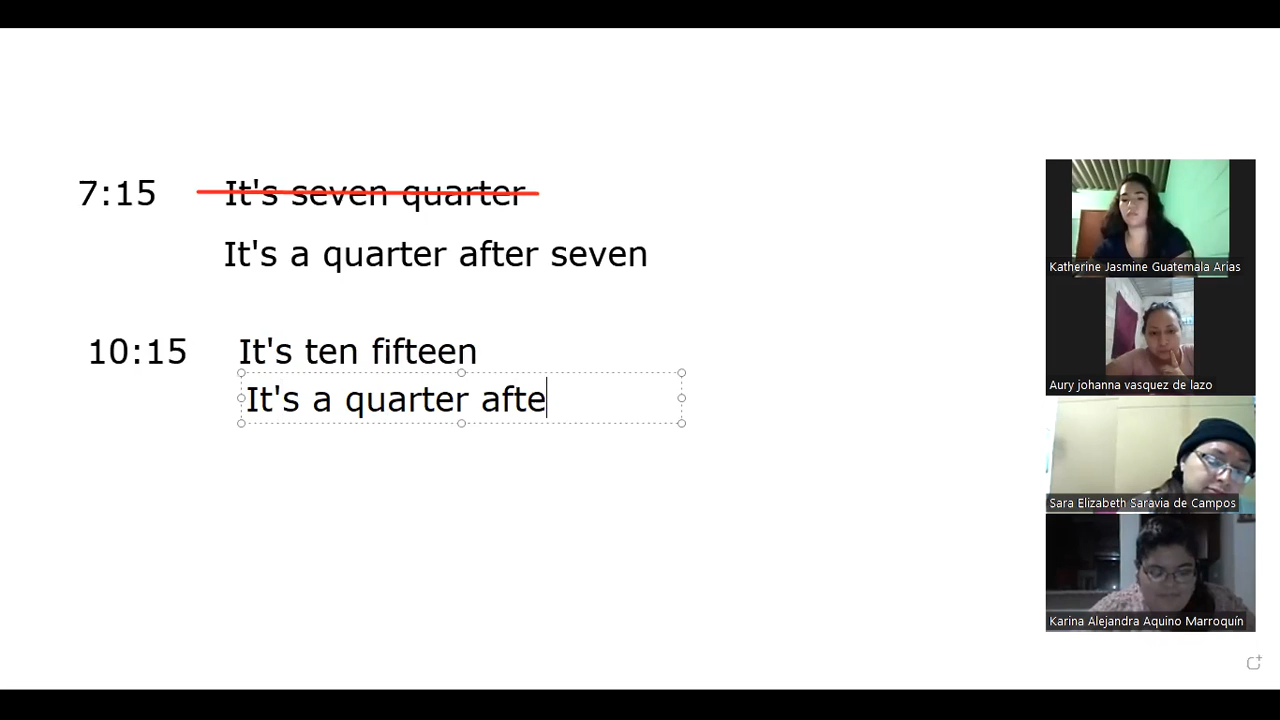 7:15 It's seven quarter
It's a quarter after seven
10:15 It's ten fifteen
It's a quarter afte
Katherine Jasmine Guatemala Arias
Aury johanna vasquez de lazo
Sara Elizabeth Saravia de Campos
Karina Alejandra Aquino Marroquín